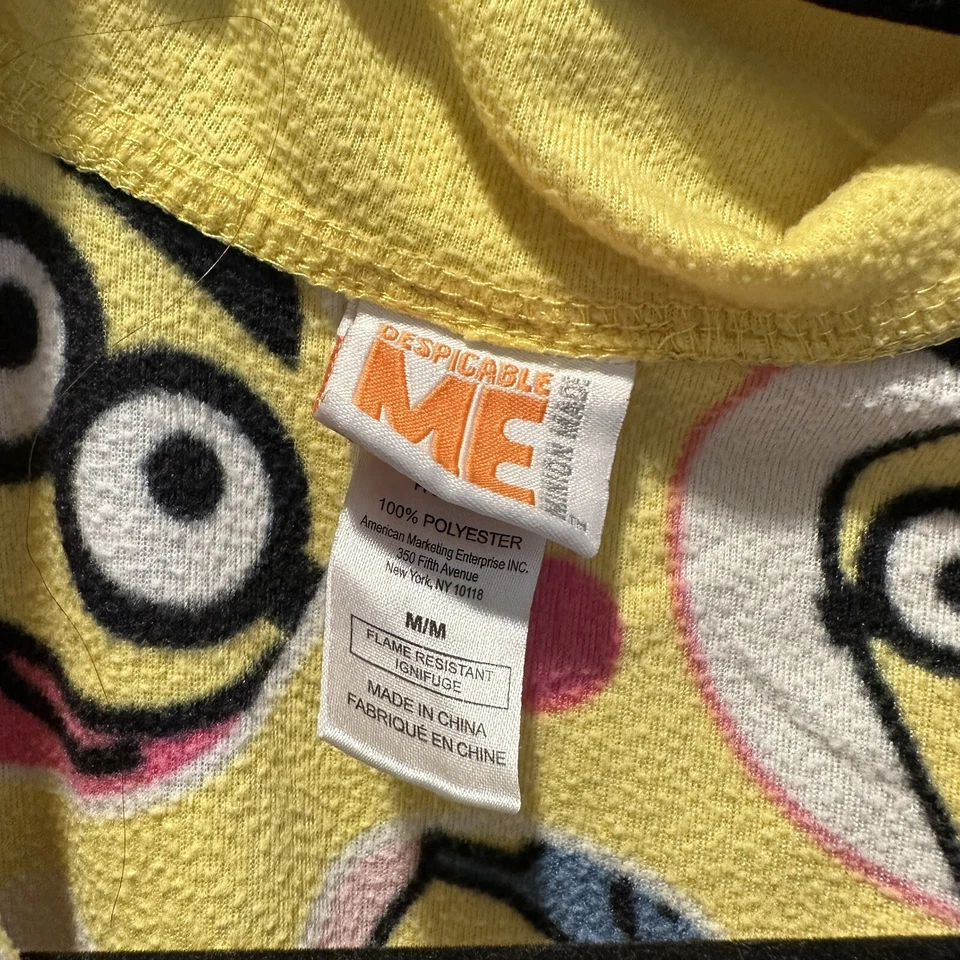 DESPICABLE
ME
MINION MADE
100% POLYESTER
American Marketing Enterprise INC.
350 Fifth Avenue
New York, NY 10118
M/M
FLAME RESISTANT
IGNIFUGE
MADE IN CHINA
FABRIQUÉ EN CHINE